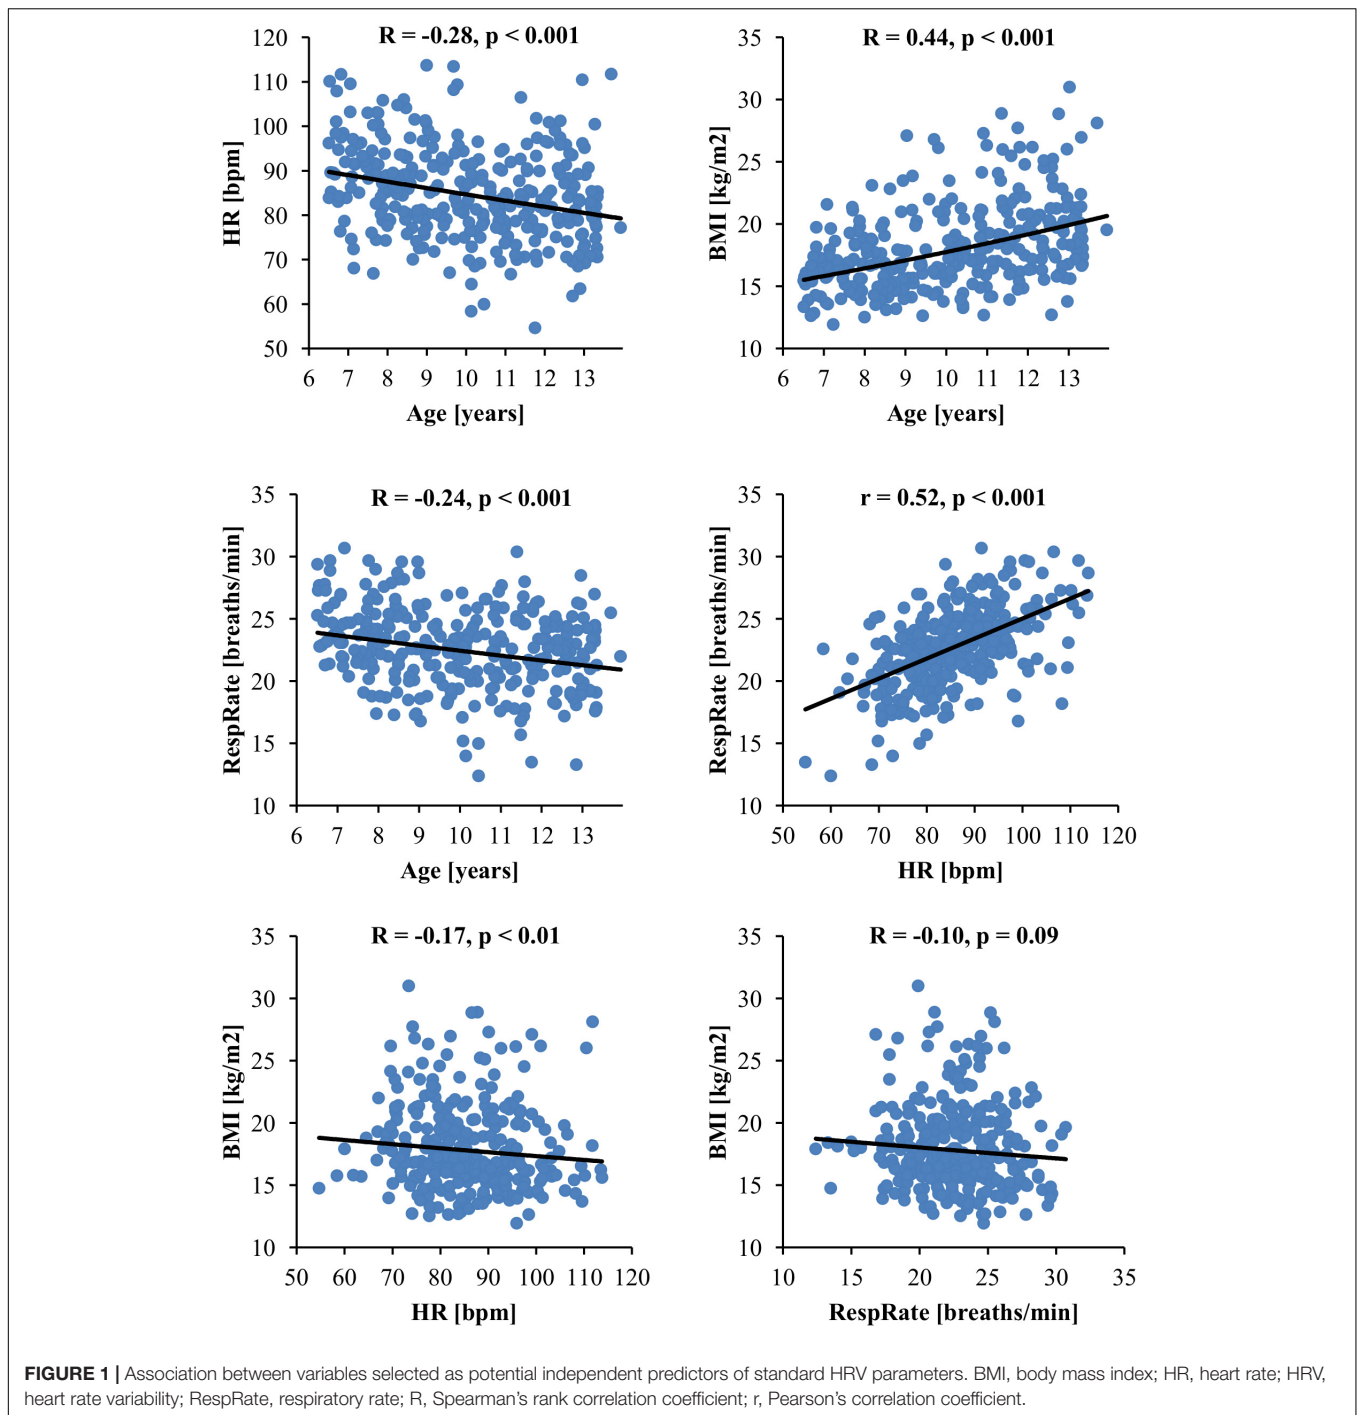 R = -0.28, p < 0.001
120
110
100
90
80
70
60
50
HR [bpm]
6 7 8 9 10 11 12 13
Age [years]
R = 0.44, p < 0.001
35
30
25
20
15
10
BMI [kg/m2]
6 7 8 9 10 11 12 13
Age [years]
R = -0.24, p < 0.001
35
30
25
20
15
10
RespRate [breaths/min]
6 7 8 9 10 11 12 13
Age [years]
r = 0.52, p < 0.001
35
30
25
20
15
10
RespRate [breaths/min]
50 60 70 80 90 100 110 120
HR [bpm]
R = -0.17, p < 0.01
35
30
25
20
15
10
BMI [kg/m2]
50 60 70 80 90 100 110 120
HR [bpm]
R = -0.10, p = 0.09
35
30
25
20
15
10
BMI [kg/m2]
10 15 20 25 30 35
RespRate [breaths/min]
FIGURE 1 | Association between variables selected as potential independent predictors of standard HRV parameters. BMI, body mass index; HR, heart rate; HRV,
heart rate variability; RespRate, respiratory rate; R, Spearman's rank correlation coefficient; r, Pearson's correlation coefficient.